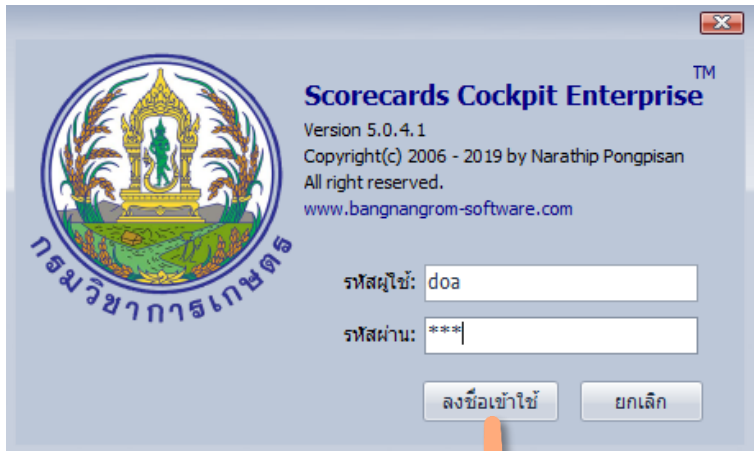 TM
Scorecards Cockpit Enterprise
Version 5.0.4.1
Copyright(c) 2006 - 2019 by Narathip Pongpisan
All right reserved.
www.bangnangrom-software.com
กรมวิชาการเกษตร
รหัสผู้ใช้: doa
รหัสผ่าน: ***
ลงชื่อเข้าใช้ ยกเลิก